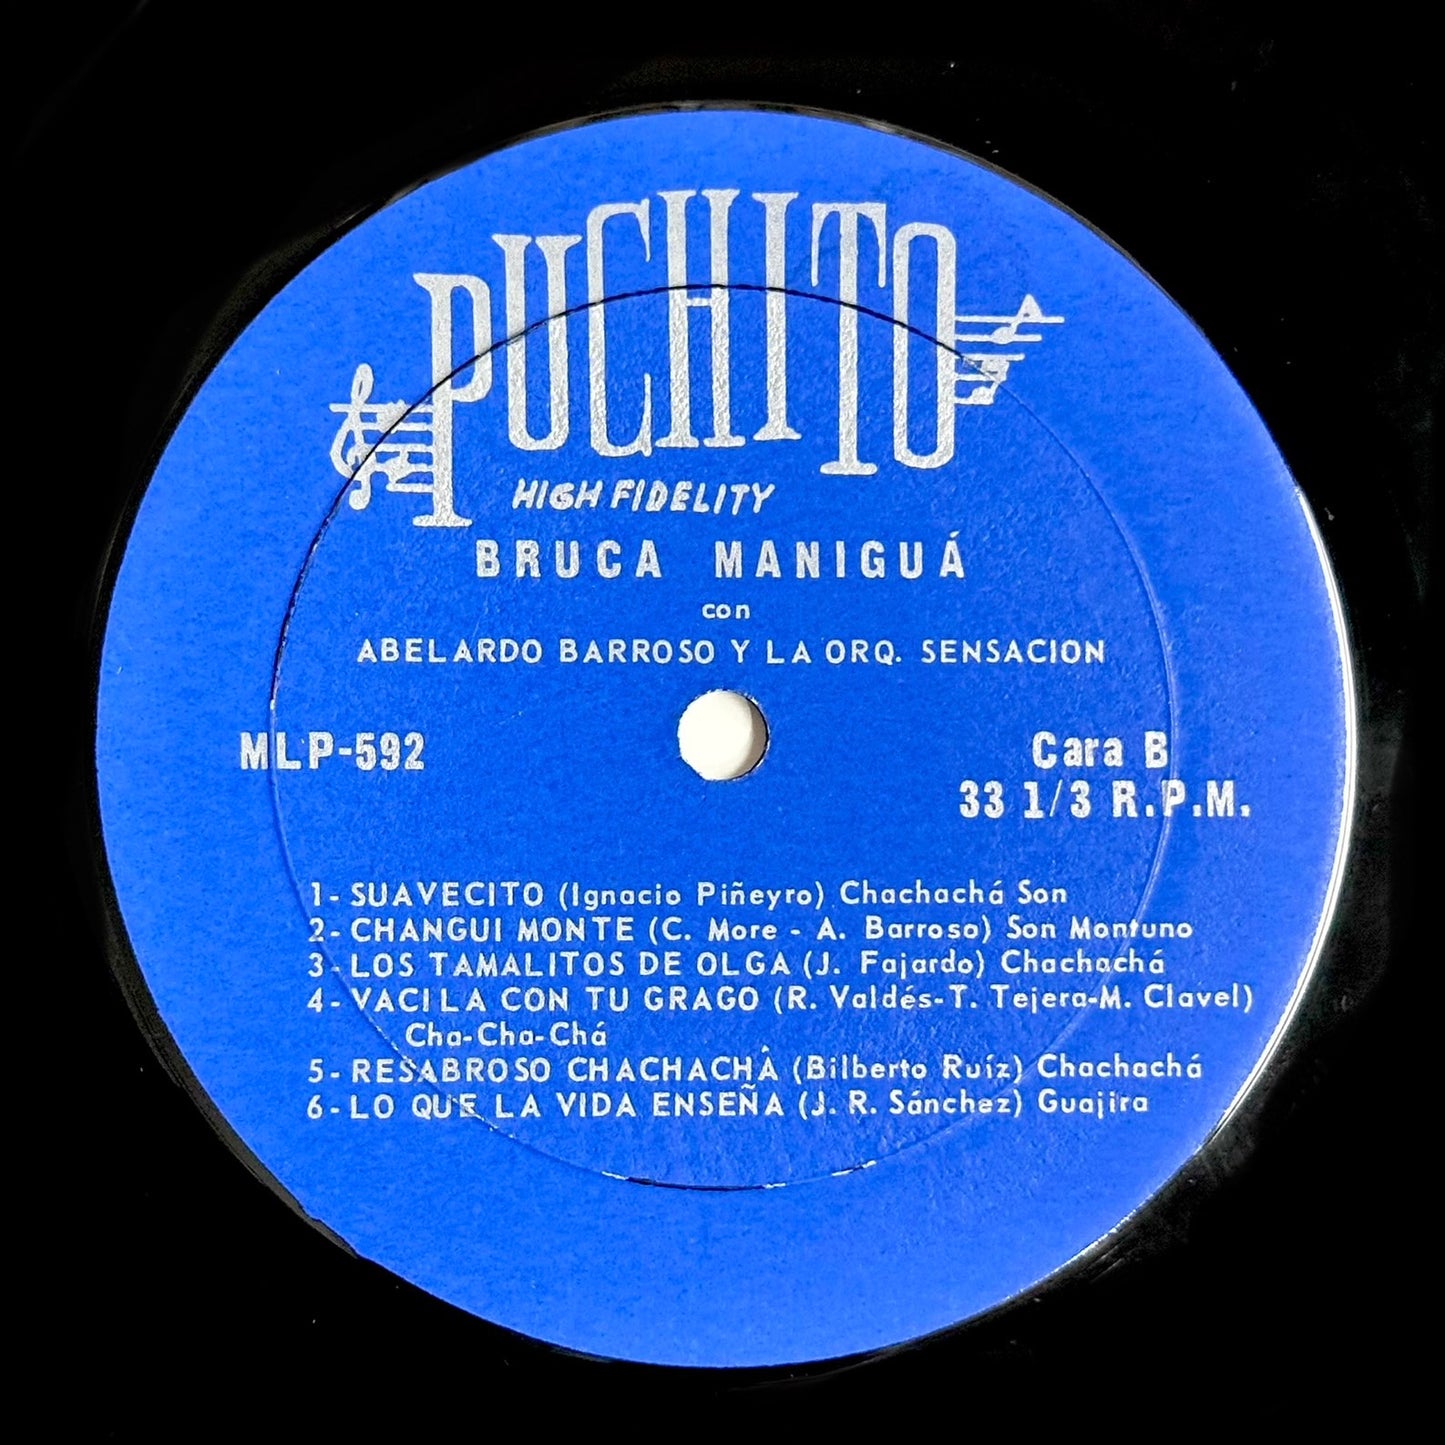 PUCHITO
HIGH FIDELITY
BRUCA MANIGUÁ
con
ABELARDO BARROSO Y LA ORQ. SENSACION
MLP-592
Cara B
33 1/3 R.P.M.
1- SUAVECITO (Ignacio Piñeyro) Chachachá Son
2- CHANGUI MONTE (C. More - A. Barroso) Son Montuno
3- LOS TAMALITOS DE OLGA (J. Fajardo) Chachachá
4- VACILA CON TU GRAGO (R. Valdés-T. Tejera-M. Clavel)
Cha-Cha-Chá
5- RESABROSO CHACHACHÁ (Bilberto Ruíz) Chachachá
6- LO QUE LA VIDA ENSEÑA (J. R. Sánchez) Guajira